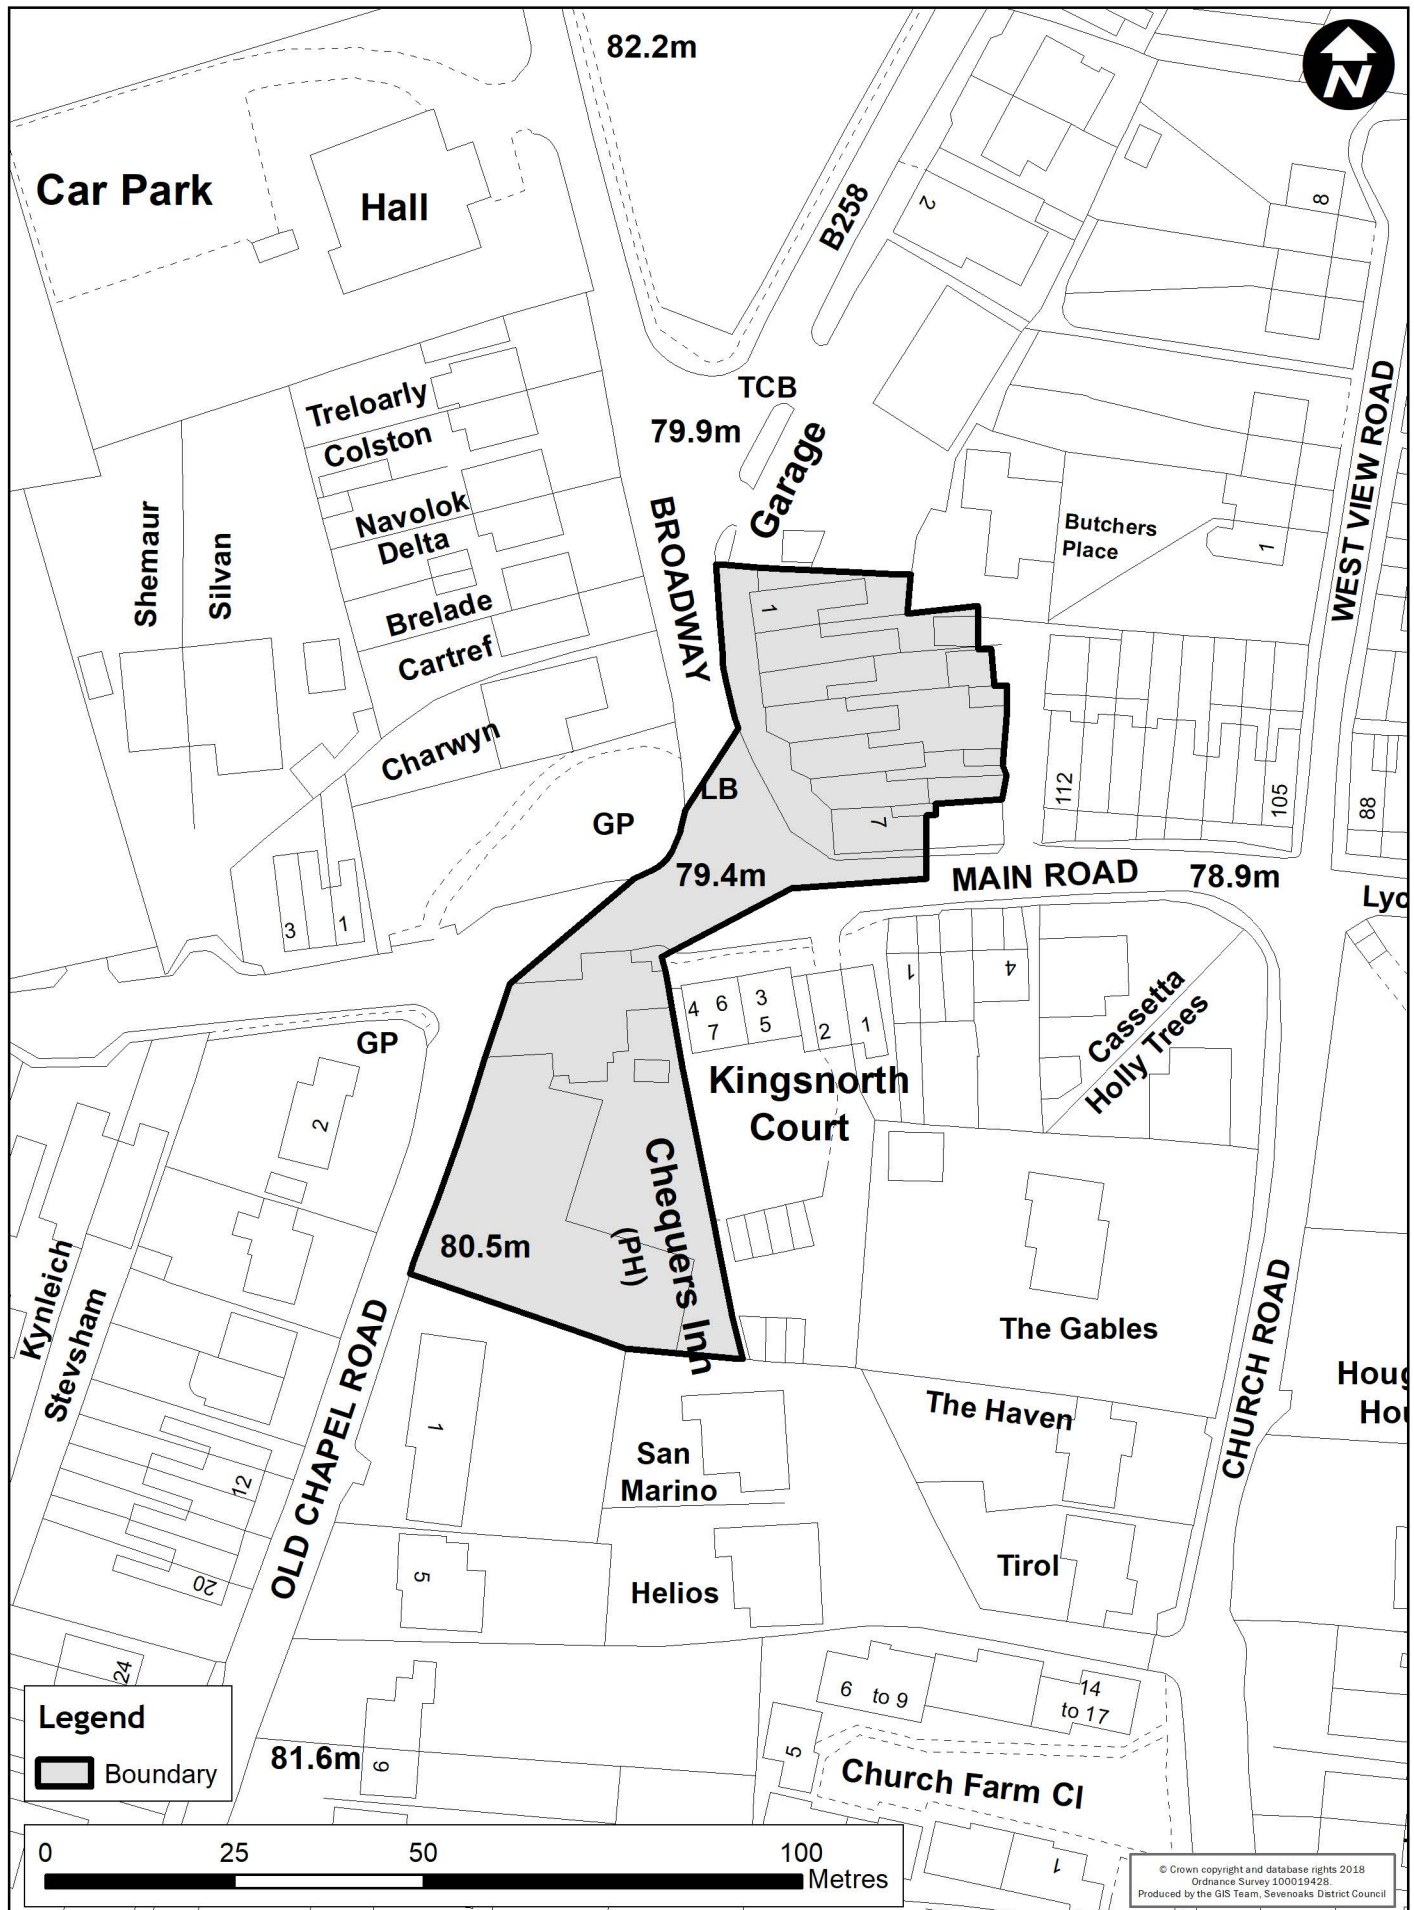 82.2m
N
Car Park
Hall
B258
2
8
TCB
79.9m
Garage
Treloarly
Colston
Navolok
Delta
Brelade
Cartref
Charwyn
Shemaur
Silvan
BROADWAY
Butchers
Place
1
WEST VIEW ROAD
1
7
112
105
88
LB
GP
79.4m
MAIN ROAD
78.9m
Lyc
3
1
GP
2
4
6
7
3
5
2
1
1
4
Cassetta
Holly Trees
Kingsnorth
Court
Chequers Inn
(PH)
80.5m
Kynleich
Stevsham
OLD CHAPEL ROAD
The Gables
CHURCH ROAD
Houg
Hou
The Haven
1
San
Marino
12
20
5
Helios
Tirol
24
6 to 9
14
to 17
5
Church Farm Cl
1
81.6m
9
Legend
Boundary
0
25
50
100
Metres
© Crown copyright and database rights 2018
Ordnance Survey 100019428.
Produced by the GIS Team, Sevenoaks District Council